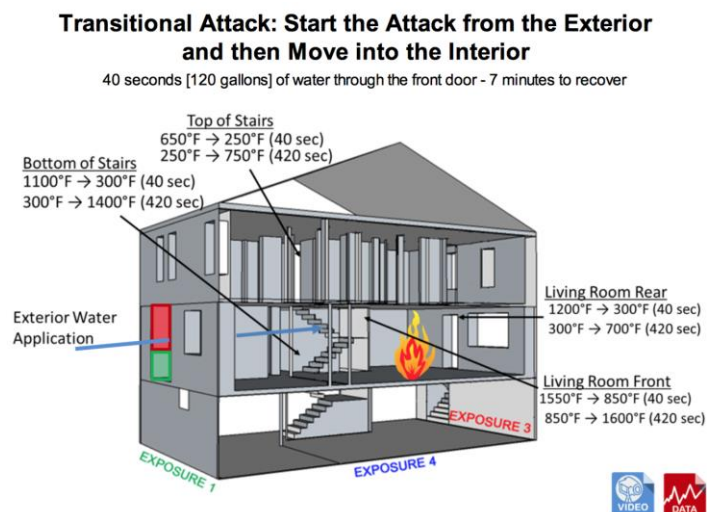 Transitional Attack: Start the Attack from the Exterior
and then Move into the Interior
40 seconds [120 gallons] of water through the front door - 7 minutes to recover
Top of Stairs
650°F → 250°F (40 sec)
250°F → 750°F (420 sec)
Bottom of Stairs
1100°F → 300°F (40 sec)
300°F → 1400°F (420 sec)
Exterior Water
Application
Living Room Rear
1200°F → 300°F (40 sec)
300°F → 700°F (420 sec)
Living Room Front
1550°F → 850°F (40 sec)
850°F → 1600°F (420 sec)
EXPOSURE 3
EXPOSURE 4
EXPOSURE 1
VIDEO
DATA